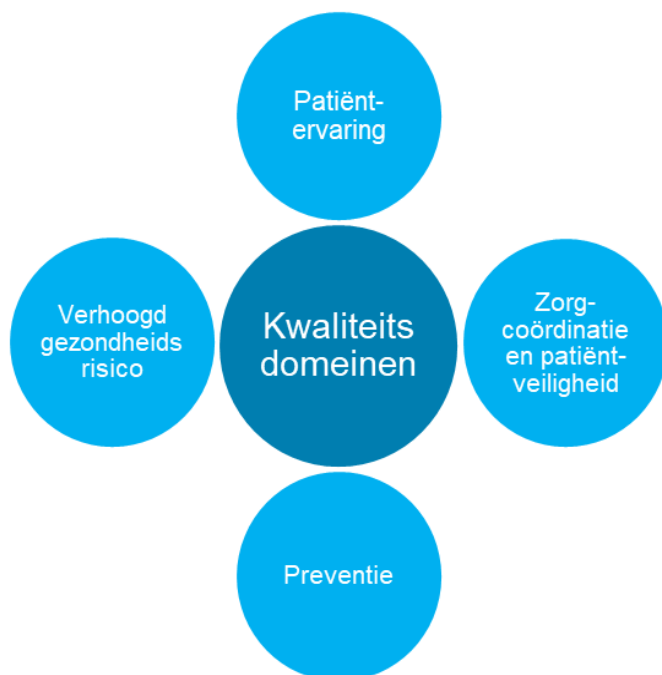 Patiënt-
ervaring
Verhoogd
gezondheids
risico
Kwaliteits
domeinen
Zorg-
coördinatie
en patiënt-
veiligheid
Preventie